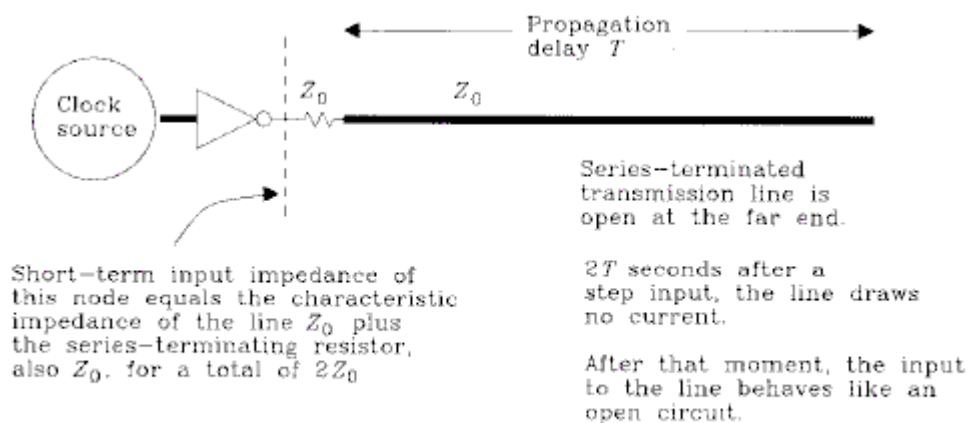 Propagation
delay T
Z₀
Z₀
Clock
source
Series-terminated
transmission line is
open at the far end.
Short-term input impedance of
this node equals the characteristic
impedance of the line Z₀ plus
the series-terminating resistor,
also Z₀, for a total of 2Z₀
2T seconds after a
step input, the line draws
no current.
After that moment, the input
to the line behaves like an
open circuit.